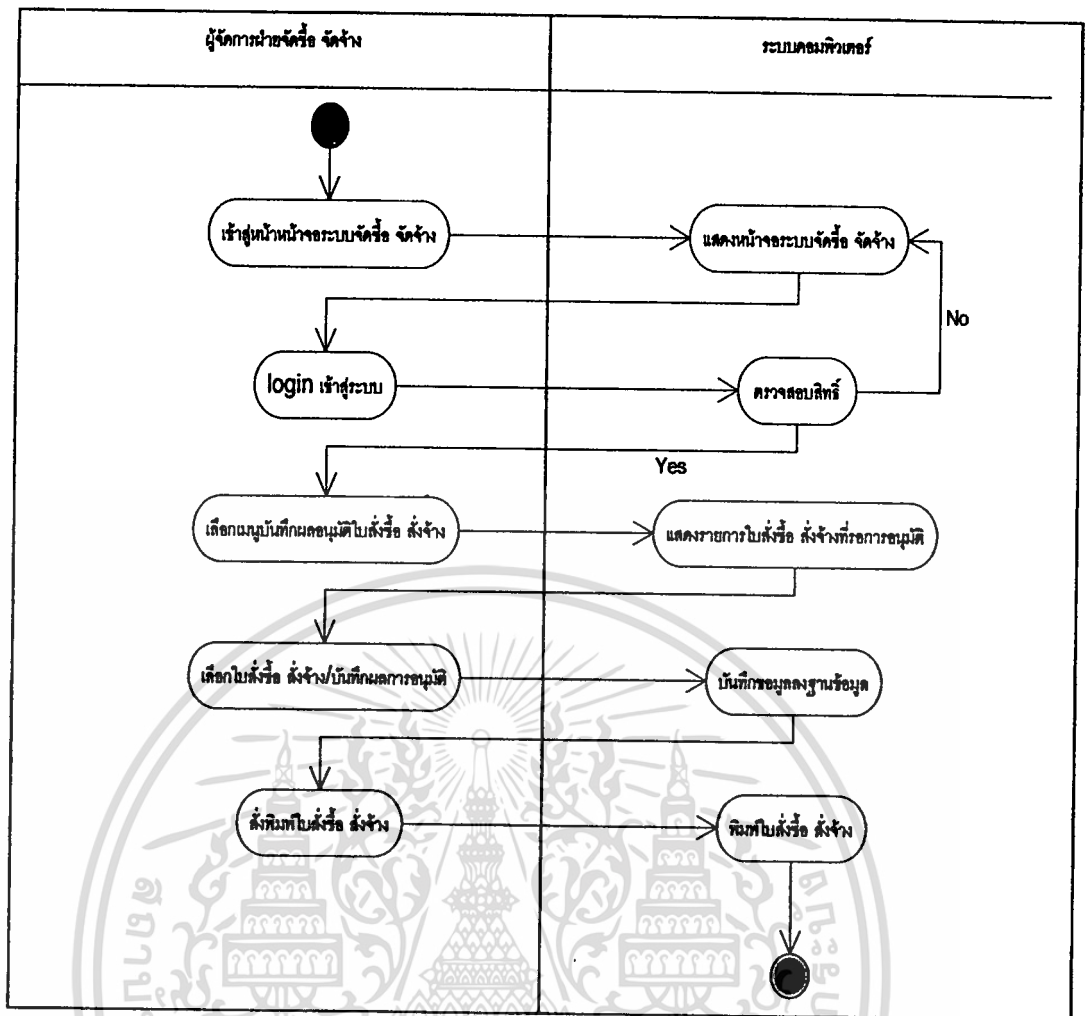 ผู้จัดการฝ่ายจัดซื้อ จัดจ้าง
ระบบคอมพิวเตอร์
เข้าสู่หน้าหน้าจอระบบจัดซื้อ จัดจ้าง
แสดงหน้าจอระบบจัดซื้อ จัดจ้าง
No
login เข้าสู่ระบบ
ตรวจสอบสิทธิ์
Yes
เลือกเมนูบันทึกผลอนุมัติใบสั่งซื้อ สั่งจ้าง
แสดงรายการใบสั่งซื้อ สั่งจ้างที่รอการอนุมัติ
เลือกใบสั่งซื้อ สั่งจ้าง/บันทึกผลการอนุมัติ
บันทึกขอมูลลงฐานข้อมูล
สั่งพิมพ์ใบสั่งซื้อ สั่งจ้าง
พิมพ์ใบสั่งซื้อ สั่งจ้าง